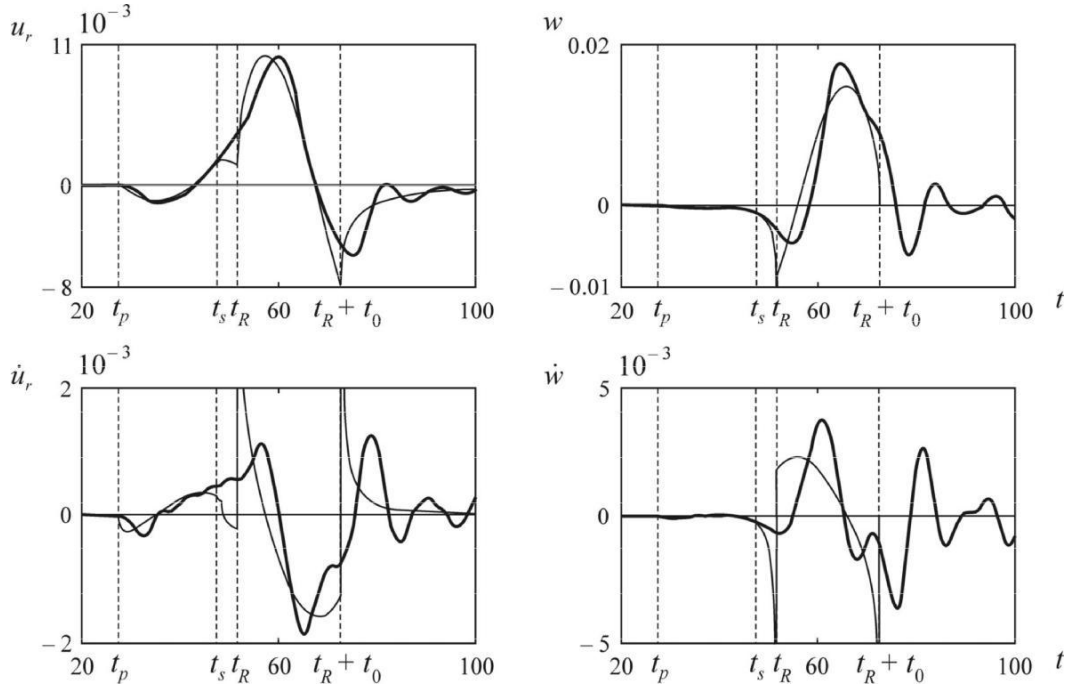 u_r 10^{-3} w
11 0.02
0 0
−8 −0.01
20 t_p t_s t_R 60 t_R + t_0 100 20 t_p t_s t_R 60 t_R + t_0 100 t
u̇_r 10^{-3} ẇ 10^{-3}
2 5
0 0
−2 −5
20 t_p t_s t_R 60 t_R + t_0 100 20 t_p t_s t_R 60 t_R + t_0 100 t